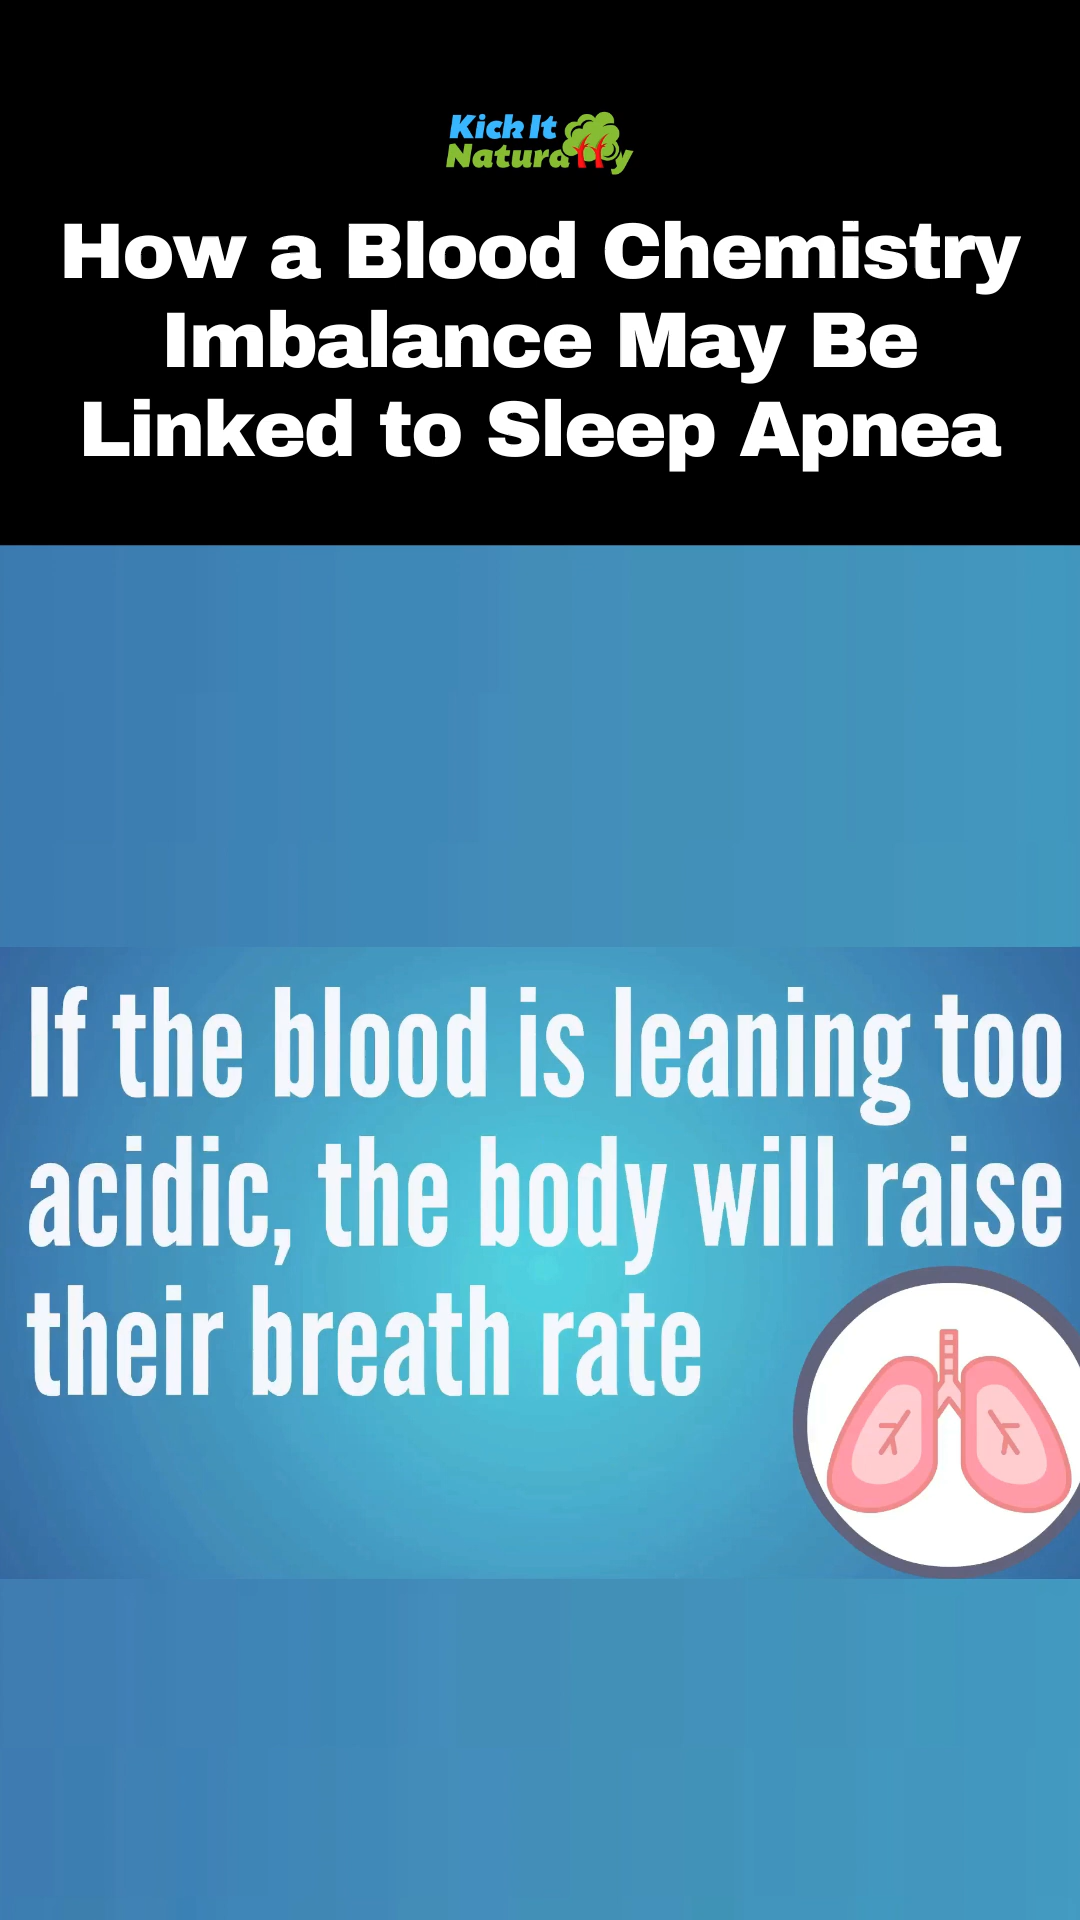 Kick It
Naturally
How a Blood Chemistry
Imbalance May Be
Linked to Sleep Apnea
If the blood is leaning too
acidic, the body will raise
their breath rate